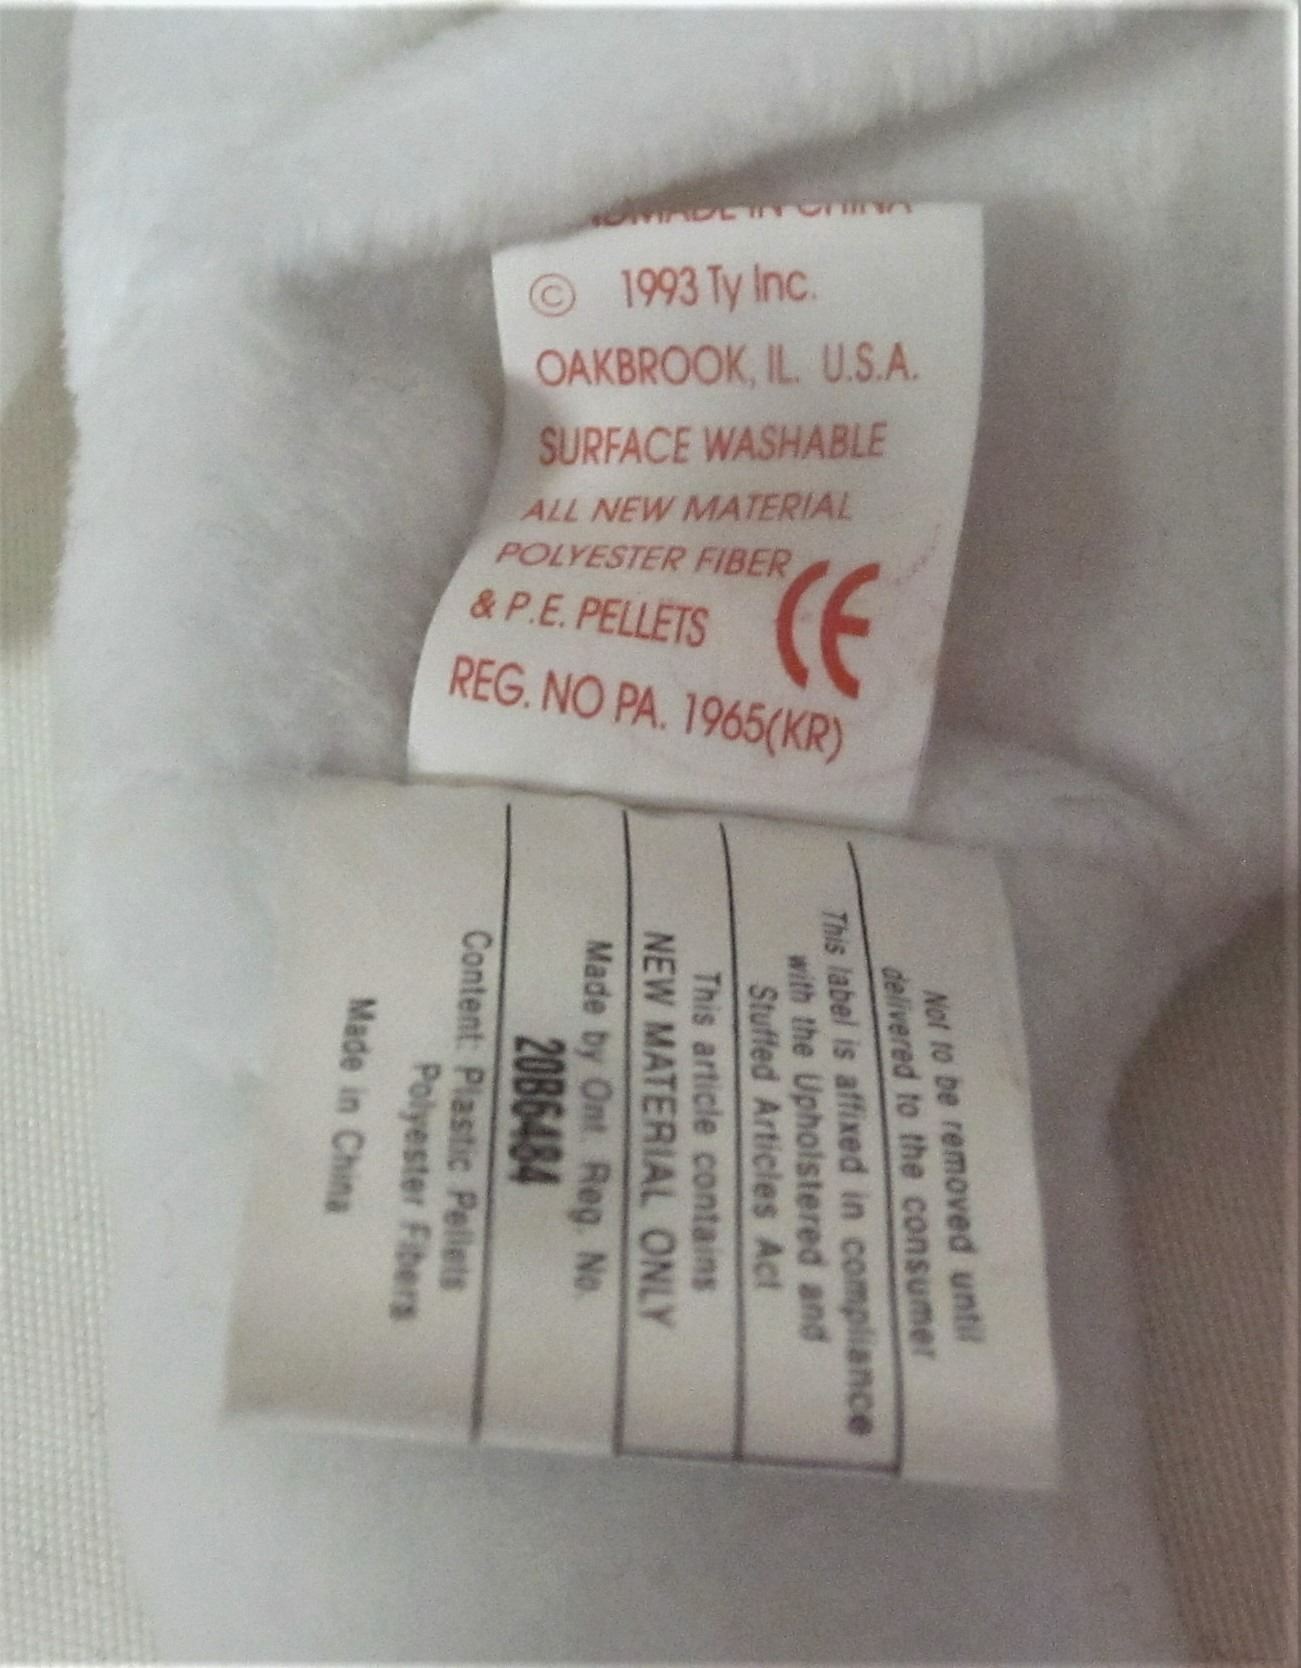 HANDMADE IN CHINA
© 1993 Ty Inc.
OAKBROOK, IL. U.S.A.
SURFACE WASHABLE
ALL NEW MATERIAL
POLYESTER FIBER
& P.E. PELLETS CE
REG. NO PA. 1965(KR)
Not to be removed until
delivered to the consumer
This label is affixed in compliance
with the Upholstered and
Stuffed Articles Act
This article contains
NEW MATERIAL ONLY
Made by Ont. Reg. No.
20B6484
Content: Plastic Pellets
Polyester Fibers
Made in China